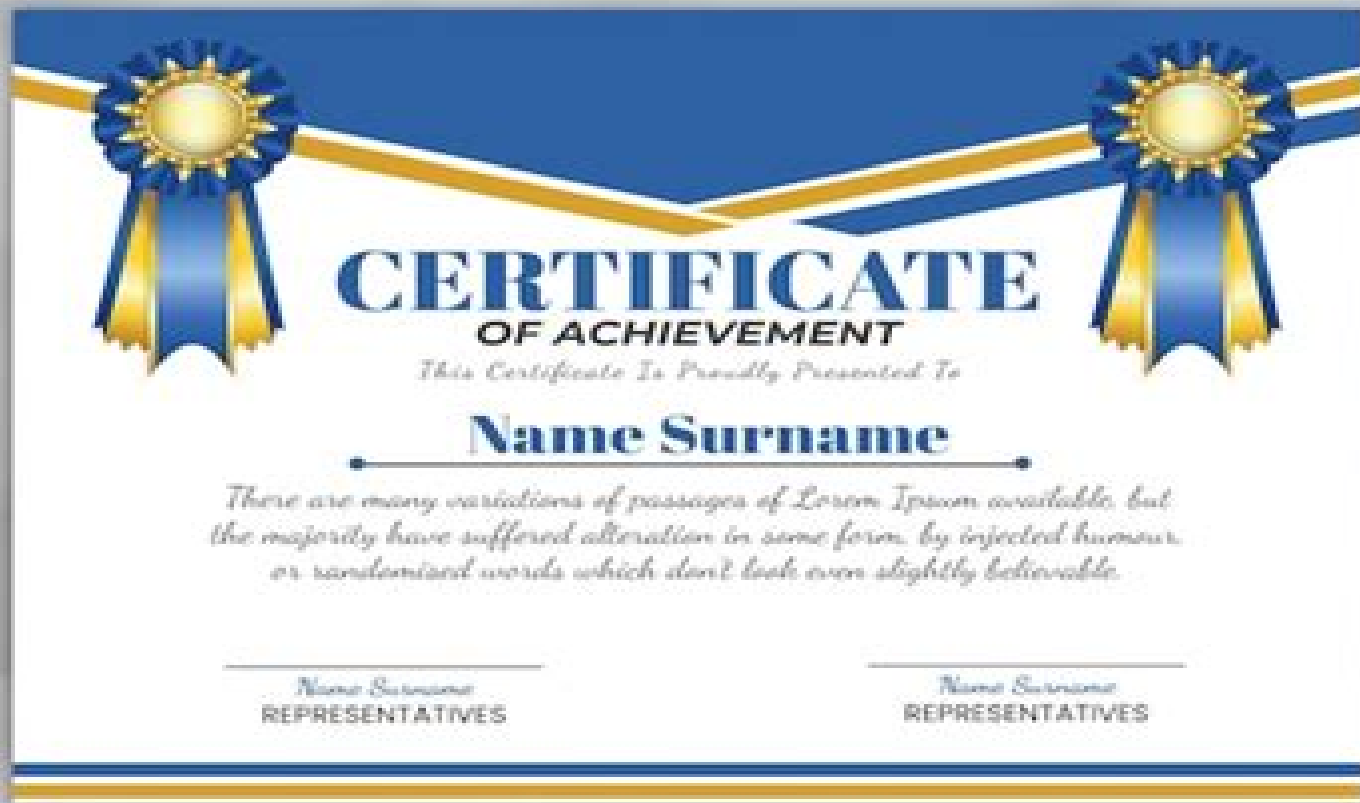 CERTIFICATE
OF ACHIEVEMENT
This Certificate Is Proudly Presented To
Name Surname
There are many variations of passages of Lorem Ipsum available, but
the majority have suffered alteration in some form, by injected humour,
or randomised words which don't look even slightly believable.
Name Surname
REPRESENTATIVES
Name Surname
REPRESENTATIVES